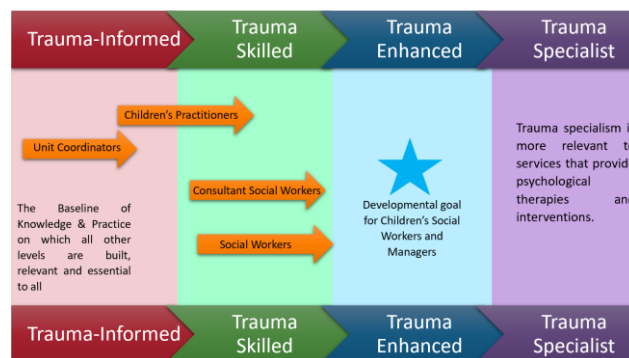 Trauma-Informed
Trauma
Skilled
Trauma
Enhanced
Trauma
Specialist
Children's Practitioners
Unit Coordinators
Consultant Social Workers
Social Workers
The Baseline of
Knowledge & Practice
on which all other
levels are built,
relevant and essential
to all
Developmental goal
for Children's Social
Workers and
Managers
Trauma specialism i
more relevant t
services that provid
psychological
therapies an
interventions.
Trauma-Informed
Trauma
Skilled
Trauma
Enhanced
Trauma
Specialist